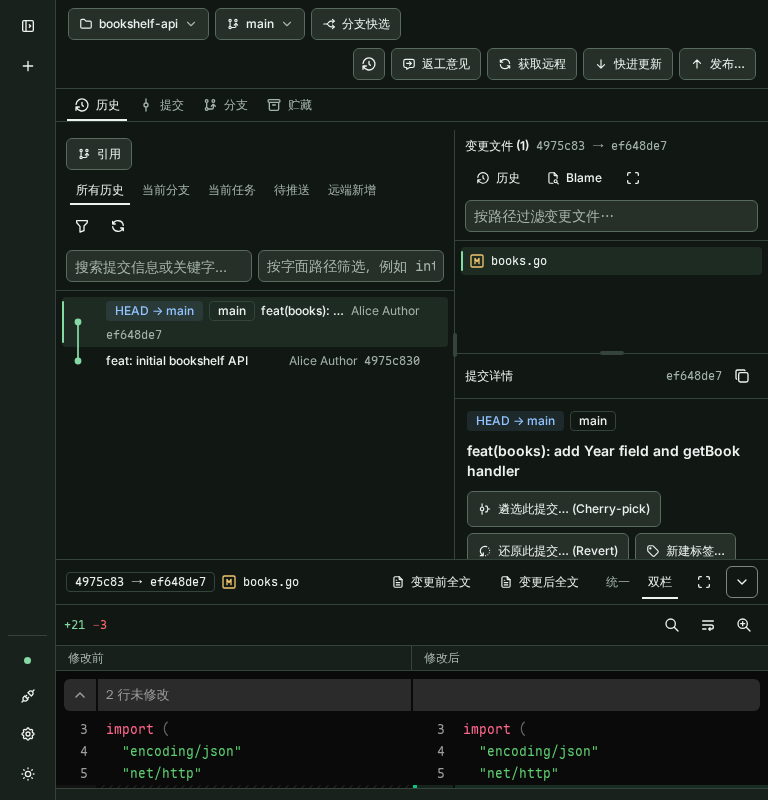 bookshelf-api main 分支快选
返工意见 获取远程 快进更新 发布...
历史 提交 分支 贮藏
引用
所有历史 当前分支 当前任务 待推送 远端新增
搜索提交信息或关键字... 按字面路径筛选, 例如 int
HEAD → main main feat(books): ... Alice Author
ef648de7
feat: initial bookshelf API Alice Author 4975c830
变更文件 (1) 4975c83 → ef648de7
历史 Blame
按路径过滤变更文件…
M books.go
提交详情 ef648de7
HEAD → main main
feat(books): add Year field and getBook
handler
遴选此提交... (Cherry-pick)
还原此提交... (Revert) 新建标签...
4975c83 → ef648de7 M books.go 变更前全文 变更后全文 统一 双栏
+21 −3
修改前 修改后
2 行未修改
3 import ( 3 import (
4 "encoding/json" 4 "encoding/json"
5 "net/http" 5 "net/http"